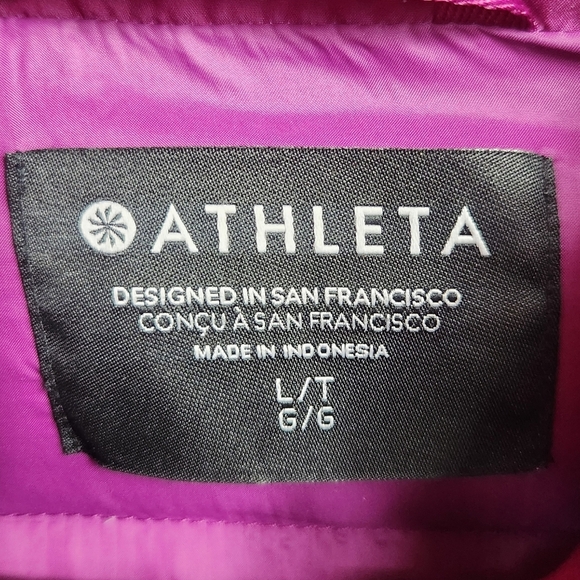 ATHLETA
DESIGNED IN SAN FRANCISCO
CONÇU À SAN FRANCISCO
MADE IN INDONESIA
L/T
G/G